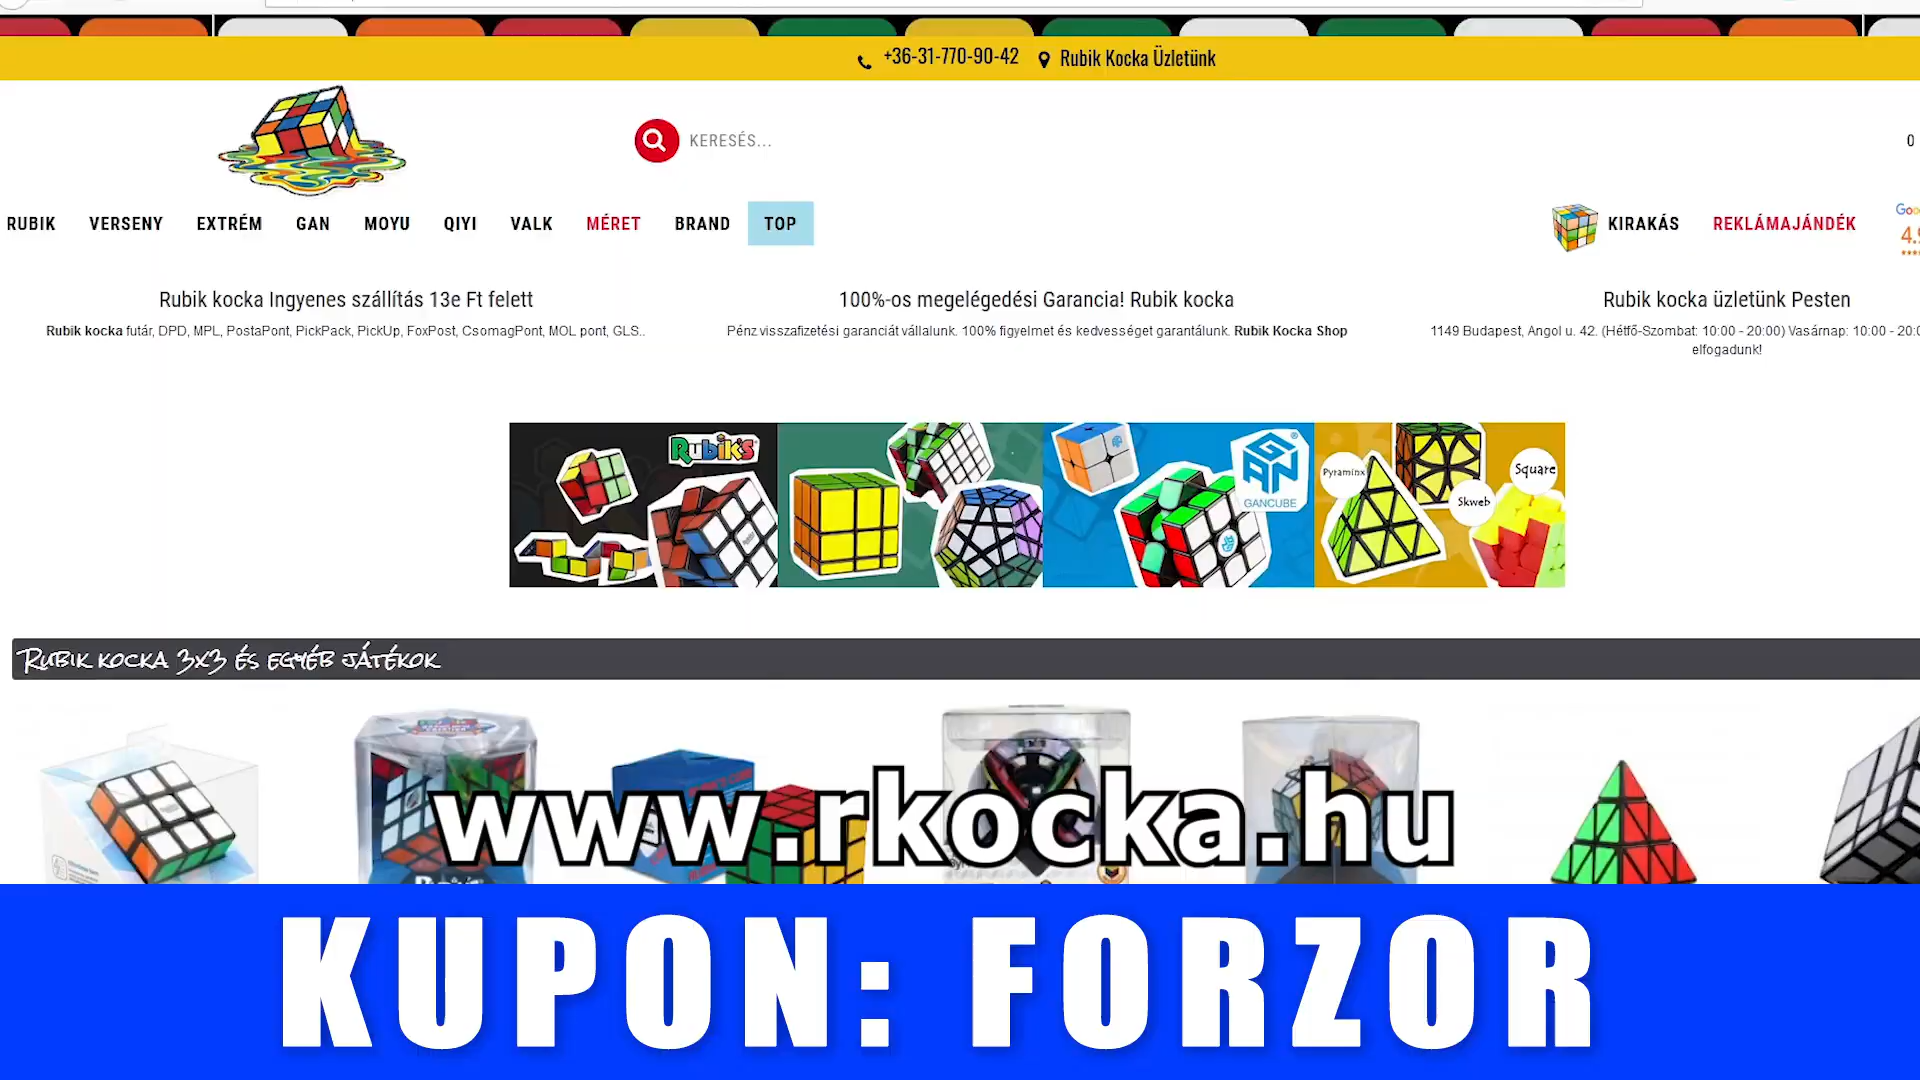 +36-31-770-90-42 Rubik Kocka Üzletünk
KERESÉS...
0
RUBIK VERSENY EXTRÉM GAN MOYU QIYI VALK MÉRET BRAND TOP KIRAKÁS REKLÁMAJÁNDÉK
Rubik kocka Ingyenes szállítás 13e Ft felett
Rubik kocka futár, DPD, MPL, PostaPont, PickPack, PickUp, FoxPost, CsomagPont, MOL pont, GLS..
100%-os megelégedési Garancia! Rubik kocka
Pénz visszafizetési garanciát vállalunk. 100% figyelmet és kedvességet garantálunk. Rubik Kocka Shop
Rubik kocka üzletünk Pesten
1149 Budapest, Angol u. 42. (Hétfő-Szombat: 10:00 - 20:00) Vasárnap: 10:00 -
elfogadunk!
Rubik's
GAN
GANCUBE
Pyraminx
Skweb
Square
Rubik kocka 3x3 és egyéb játékok
www.rkocka.hu
KUPON: FORZOR